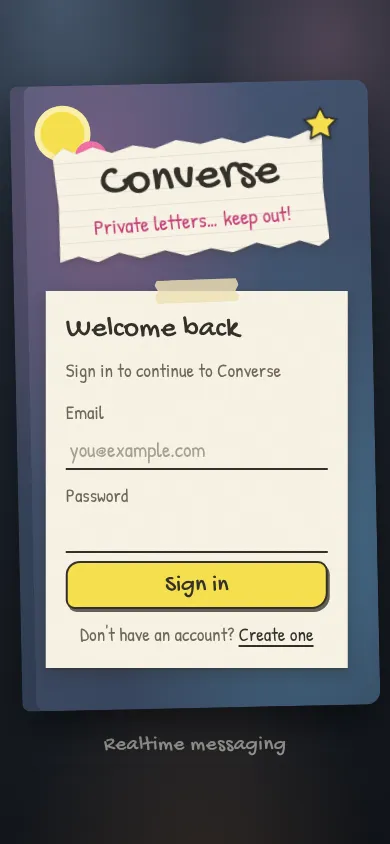 Converse
Private letters... keep out!
Welcome back
Sign in to continue to Converse
Email
you@example.com
Password
Sign in
Don't have an account? Create one
Realtime messaging